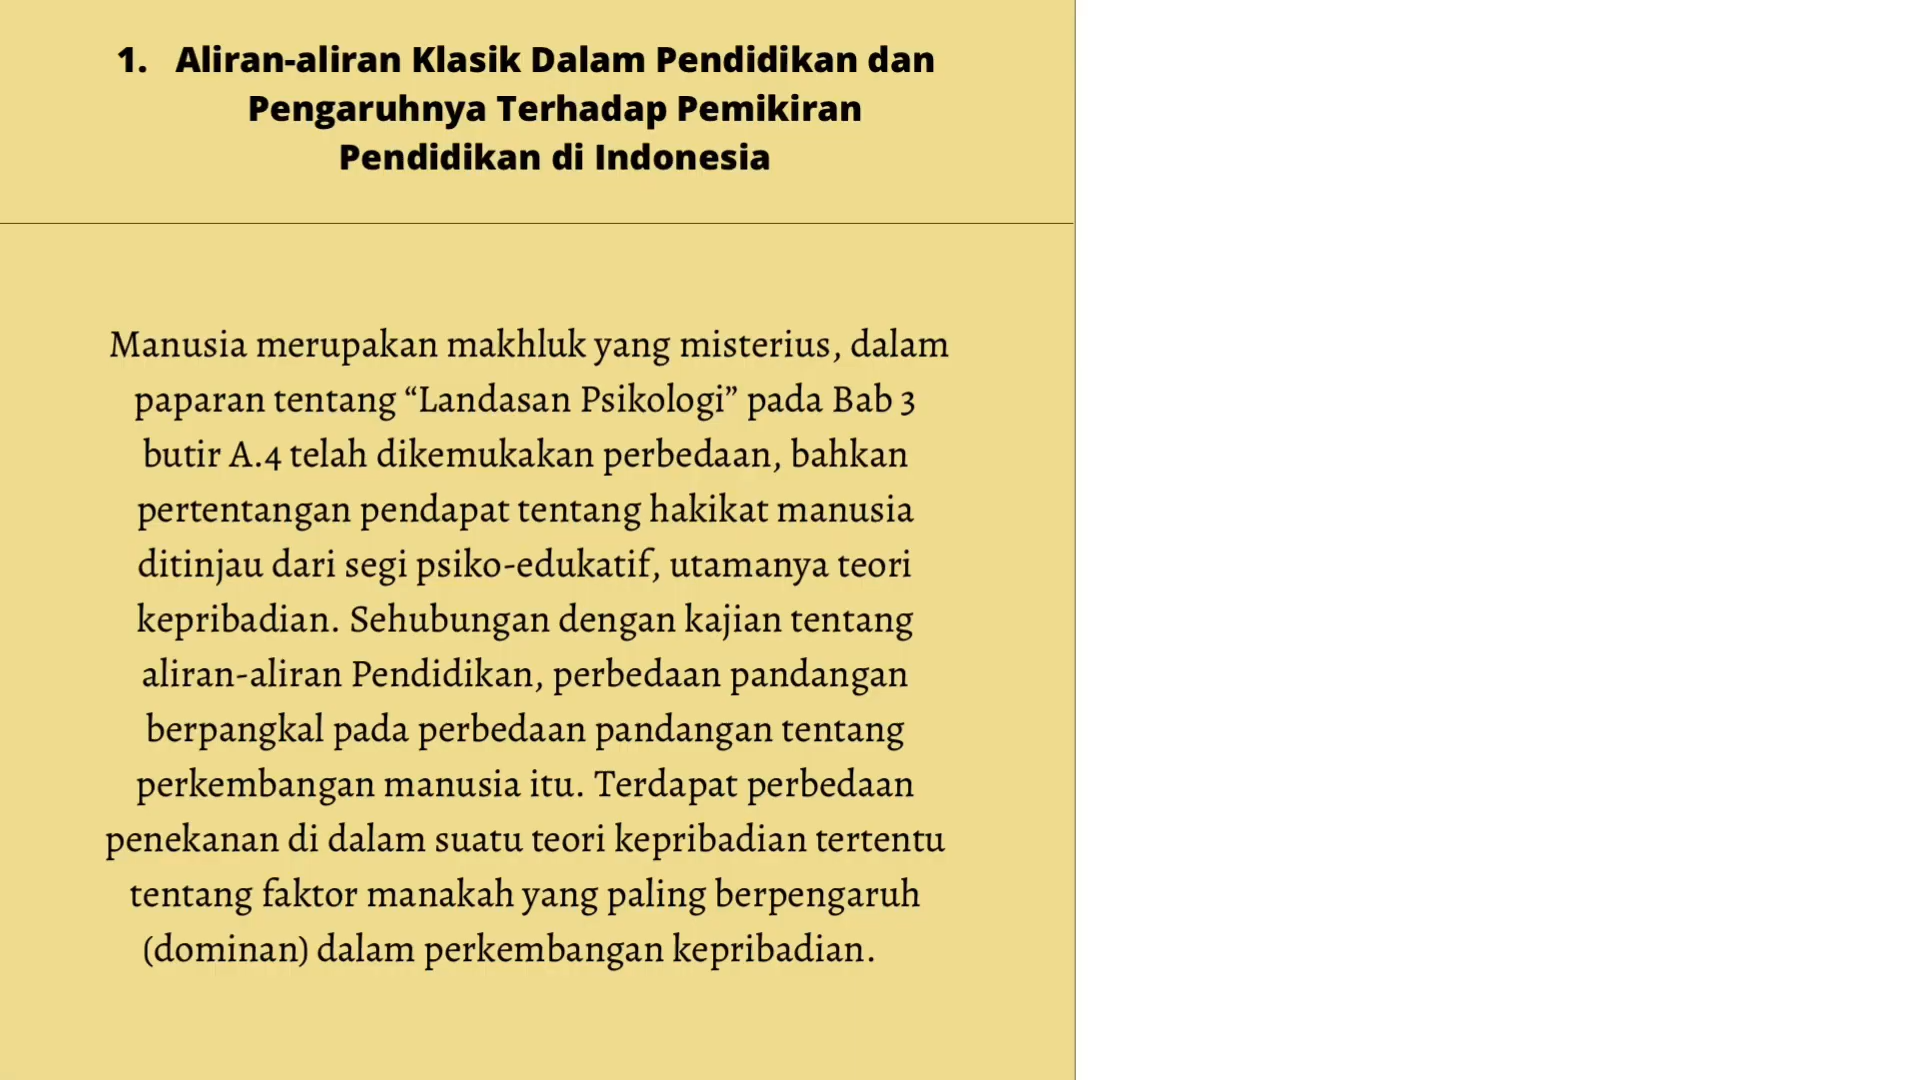 1. Aliran-aliran Klasik Dalam Pendidikan dan
Pengaruhnya Terhadap Pemikiran
Pendidikan di Indonesia
Manusia merupakan makhluk yang misterius, dalam
paparan tentang “Landasan Psikologi” pada Bab 3
butir A.4 telah dikemukakan perbedaan, bahkan
pertentangan pendapat tentang hakikat manusia
ditinjau dari segi psiko-edukatif, utamanya teori
kepribadian. Sehubungan dengan kajian tentang
aliran-aliran Pendidikan, perbedaan pandangan
berpangkal pada perbedaan pandangan tentang
perkembangan manusia itu. Terdapat perbedaan
penekanan di dalam suatu teori kepribadian tertentu
tentang faktor manakah yang paling berpengaruh
(dominan) dalam perkembangan kepribadian.